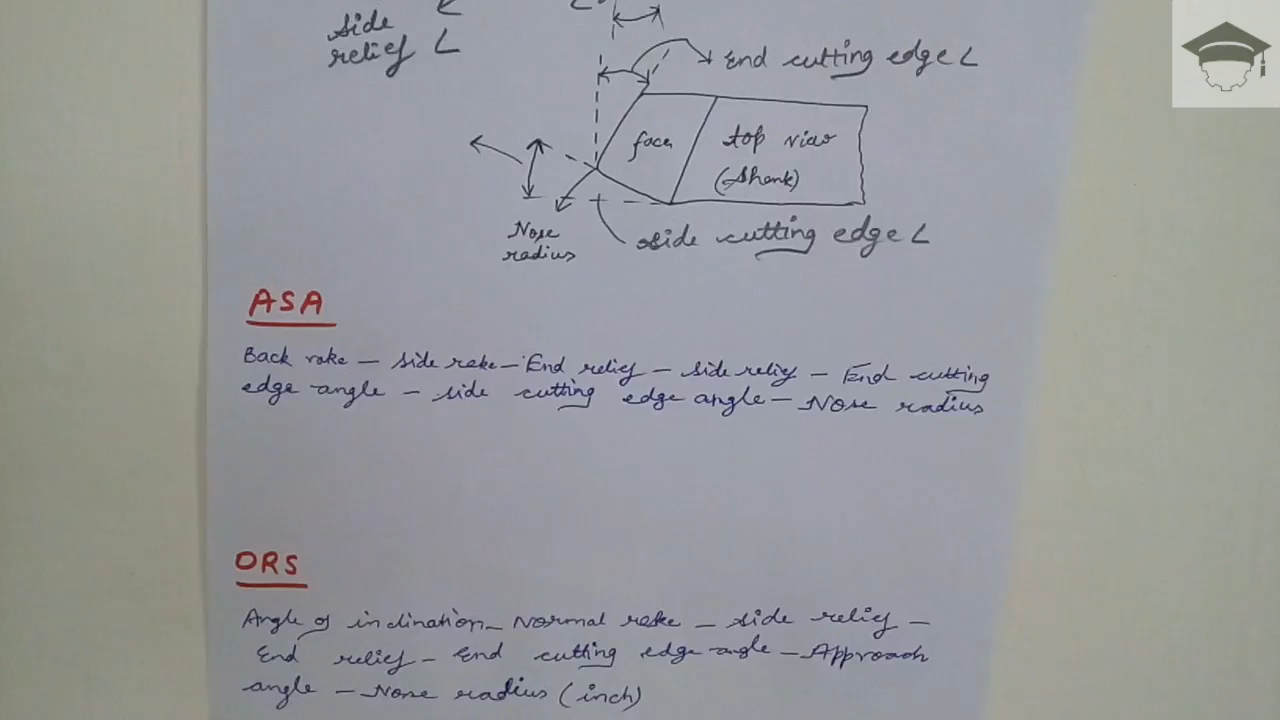 side
relief ∠
End cutting edge ∠
face
top view
(Shank)
Nose
radius
side cutting edge ∠
ASA
Back rake – side rake – End relief – side relief – End cutting
edge angle – side cutting edge angle – Nose radius
ORS
Angle of inclination – Normal rake – side relief –
End relief – End cutting edge angle – Approach
angle – Nose radius (inch)